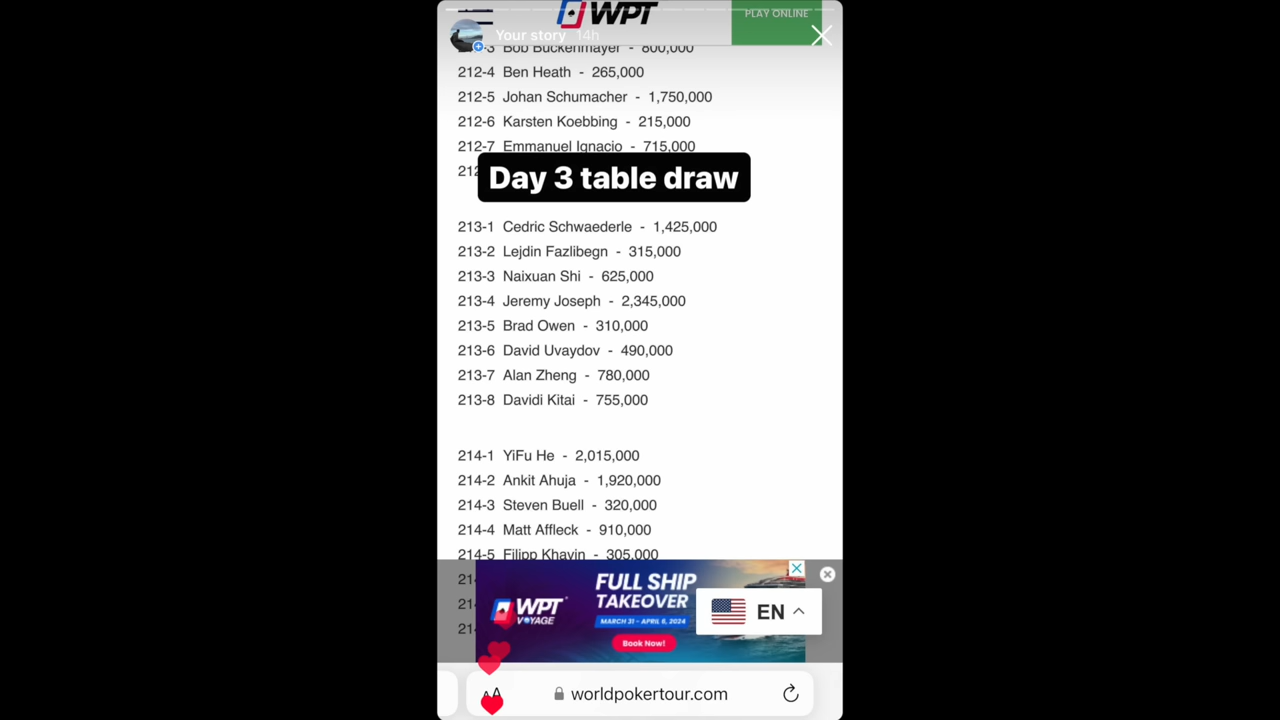 WPT
PLAY ONLINE
Your story 14h
-3 Bob Buckenmayer - 800,000
212-4 Ben Heath - 265,000
212-5 Johan Schumacher - 1,750,000
212-6 Karsten Koebbing - 215,000
212-7 Emmanuel Ignacio - 715,000
212
Day 3 table draw
213-1 Cedric Schwaederle - 1,425,000
213-2 Lejdin Fazlibegn - 315,000
213-3 Naixuan Shi - 625,000
213-4 Jeremy Joseph - 2,345,000
213-5 Brad Owen - 310,000
213-6 David Uvaydov - 490,000
213-7 Alan Zheng - 780,000
213-8 Davidi Kitai - 755,000
214-1 YiFu He - 2,015,000
214-2 Ankit Ahuja - 1,920,000
214-3 Steven Buell - 320,000
214-4 Matt Affleck - 910,000
214-5 Filipp Khavin - 305,000
214
214
214
FULL SHIP
TAKEOVER
WPT
VOYAGE
MARCH 31 - APRIL 6, 2024
Book Now!
EN
AA
worldpokertour.com